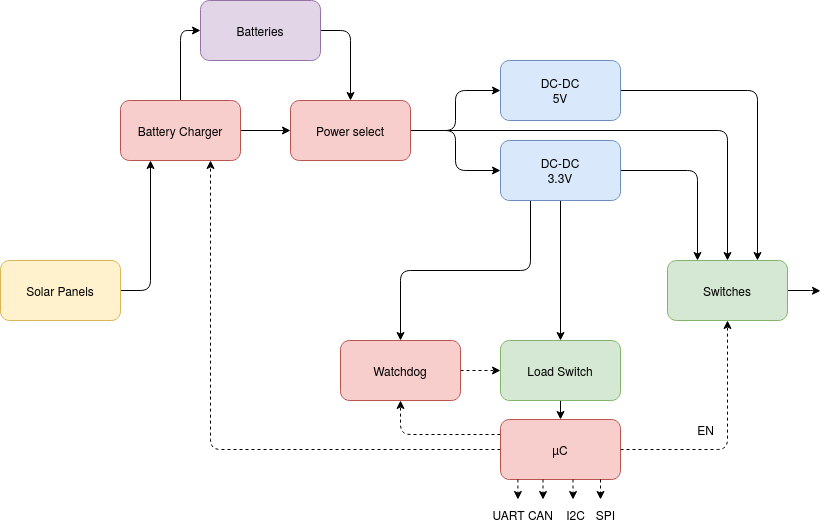 Batteries
DC-DC
5V
Battery Charger
Power select
DC-DC
3.3V
Solar Panels
Switches
Watchdog
Load Switch
EN
µC
UART CAN I2C SPI